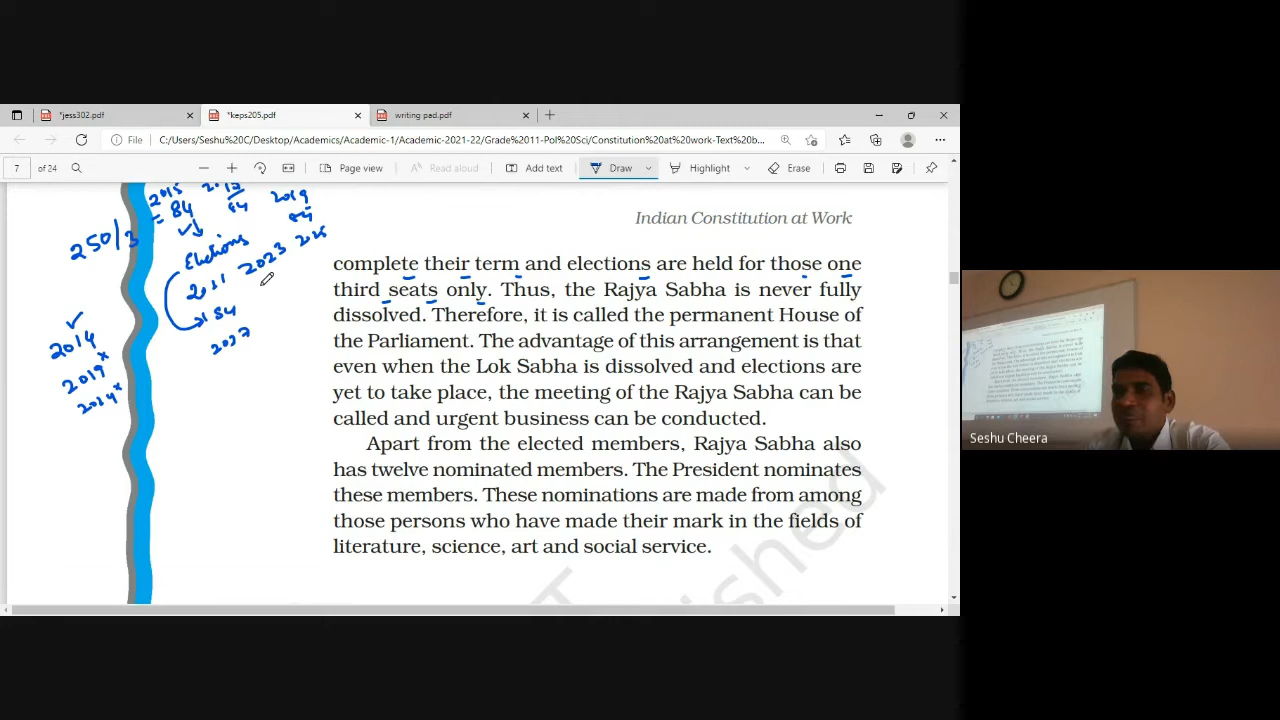 *jess302.pdf
*keps205.pdf
writing pad.pdf
File
C:/Users/Seshu%20C/Desktop/Academics/Academic-1/Academic-2021-22/Grade%2011-Pol%20Sci/Constitution%20at%20work-Text%20b...
7 of 24
Page view
Read aloud
Add text
Draw
Highlight
Erase
2015
2019
250/3 = 84
84
84
Elections
2023
84
2027
2014
2019
Indian Constitution at Work
complete their term and elections are held for those one
third seats only. Thus, the Rajya Sabha is never fully
dissolved. Therefore, it is called the permanent House of
the Parliament. The advantage of this arrangement is that
even when the Lok Sabha is dissolved and elections are
yet to take place, the meeting of the Rajya Sabha can be
called and urgent business can be conducted.
Apart from the elected members, Rajya Sabha also
has twelve nominated members. The President nominates
these members. These nominations are made from among
those persons who have made their mark in the fields of
literature, science, art and social service.
Seshu Cheera